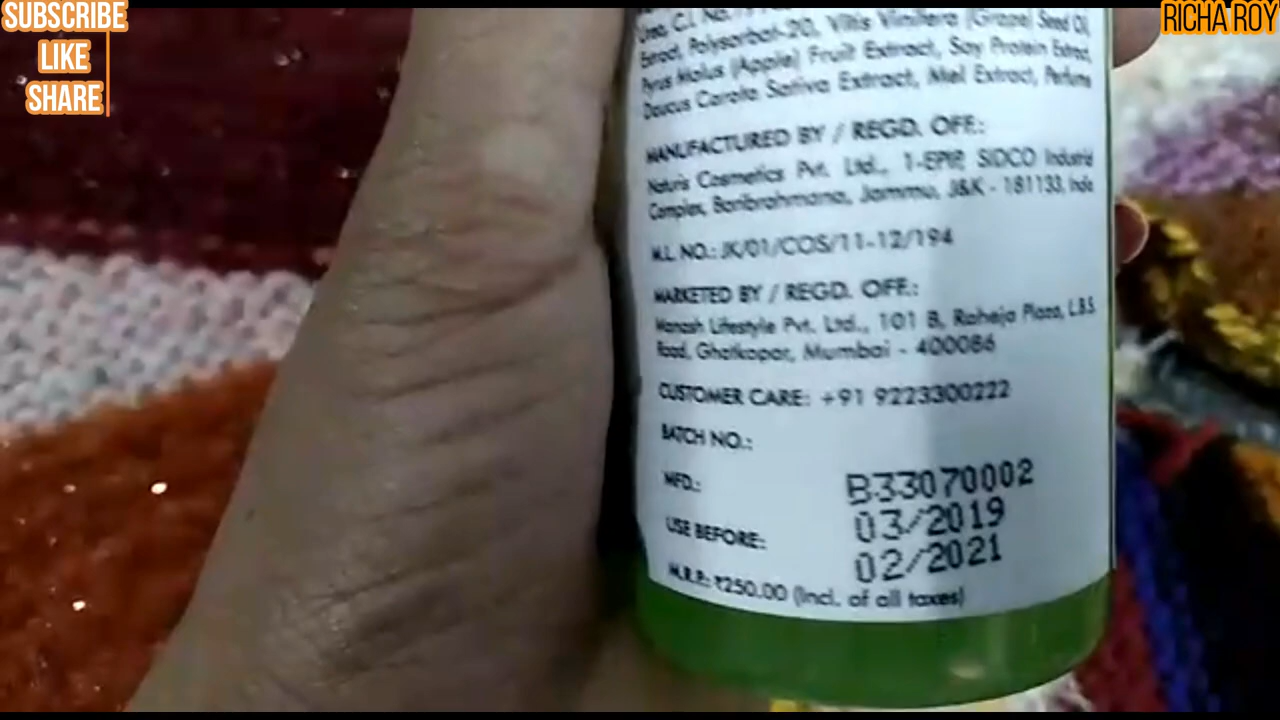 SUBSCRIBE
LIKE
SHARE
RICHA ROY
Urea, C.I. No.
Extract, Polysorbat-20, Vitis Vinifera (Grape) Seed Oil,
Pyrus Malus (Apple) Fruit Extract, Soy Protein Extract,
Daucus Carota Sativa Extract, Mel Extract, Perfume
MANUFACTURED BY / REGD. OFF.:
Naturis Cosmetics Pvt. Ltd., 1-EPIP, SIDCO Industrial
Complex, Baribrahmana, Jammu, J&K - 181133, India
M.L. NO.: JK/01/COS/11-12/194
MARKETED BY / REGD. OFF.:
Manash Lifestyle Pvt. Ltd., 101 B, Raheja Plaza, L.B.S.
Road, Ghatkopar, Mumbai - 400086
CUSTOMER CARE: +91 9223300222
BATCH NO.: B33070002
MFD.: 03/2019
USE BEFORE: 02/2021
M.R.P.: ₹250.00 (Incl. of all taxes)